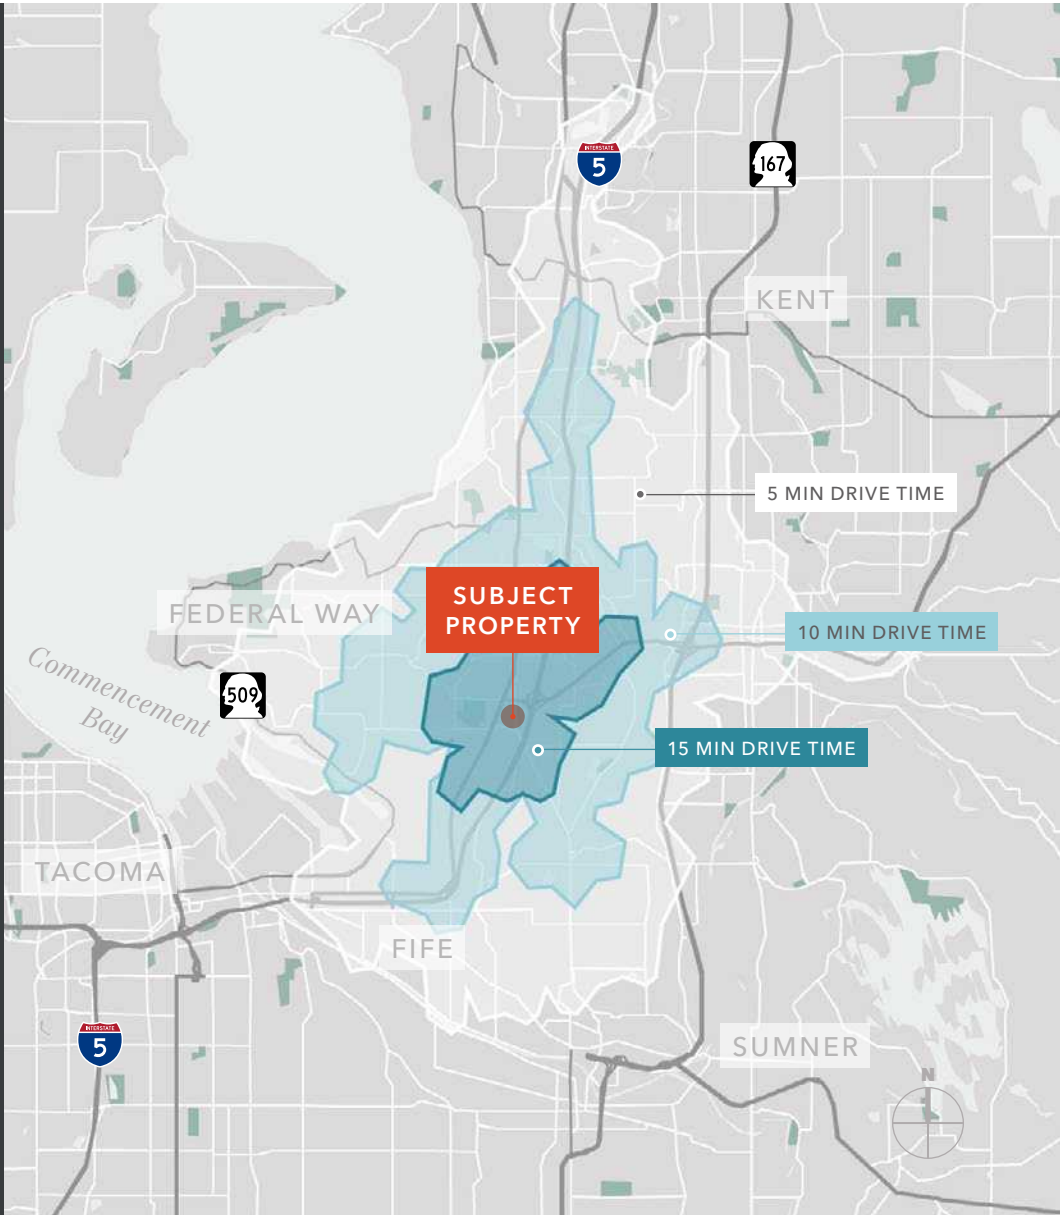 INTERSTATE
5
167
KENT
5 MIN DRIVE TIME
SUBJECT
PROPERTY
FEDERAL WAY
10 MIN DRIVE TIME
Commencement
Bay
509
15 MIN DRIVE TIME
TACOMA
FIFE
INTERSTATE
5
SUMNER
N